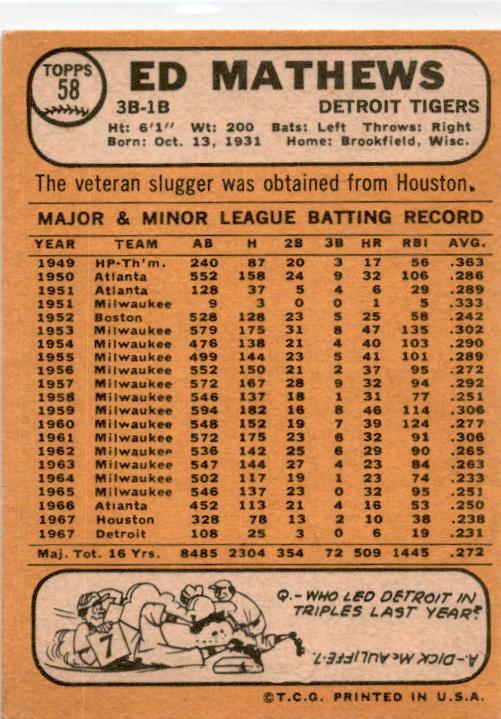 TOPPS
58
ED MATHEWS
3B-1B DETROIT TIGERS
Ht: 6'1" Wt: 200 Bats: Left Throws: Right
Born: Oct. 13, 1931 Home: Brookfield, Wisc.
The veteran slugger was obtained from Houston.
MAJOR & MINOR LEAGUE BATTING RECORD
YEAR TEAM AB H 2B 3B HR RBI AVG.
1949 HP-Th'm. 240 87 20 3 17 56 .363
1950 Atlanta 552 158 24 9 32 106 .286
1951 Atlanta 128 37 5 4 6 29 .289
1951 Milwaukee 9 3 0 0 1 5 .333
1952 Boston 528 128 23 5 25 58 .242
1953 Milwaukee 579 175 31 8 47 135 .302
1954 Milwaukee 476 138 21 4 40 103 .290
1955 Milwaukee 499 144 23 5 41 101 .289
1956 Milwaukee 552 150 21 2 37 95 .272
1957 Milwaukee 572 167 28 9 32 94 .292
1958 Milwaukee 546 137 18 1 31 77 .251
1959 Milwaukee 594 182 16 8 46 114 .306
1960 Milwaukee 548 152 19 7 39 124 .277
1961 Milwaukee 572 175 23 6 32 91 .306
1962 Milwaukee 536 142 25 6 29 90 .265
1963 Milwaukee 547 144 27 4 23 84 .263
1964 Milwaukee 502 117 19 1 23 74 .233
1965 Milwaukee 546 137 23 0 32 95 .251
1966 Atlanta 452 113 21 4 16 53 .250
1967 Houston 328 78 13 2 10 38 .238
1967 Detroit 108 25 3 0 6 19 .231
Maj. Tot. 16 Yrs. 8485 2304 354 72 509 1445 .272
7
Q.-WHO LED DETROIT IN
TRIPLES LAST YEAR?
A.-DICK McAULIFFE-7.
©T.C.G. PRINTED IN U.S.A.